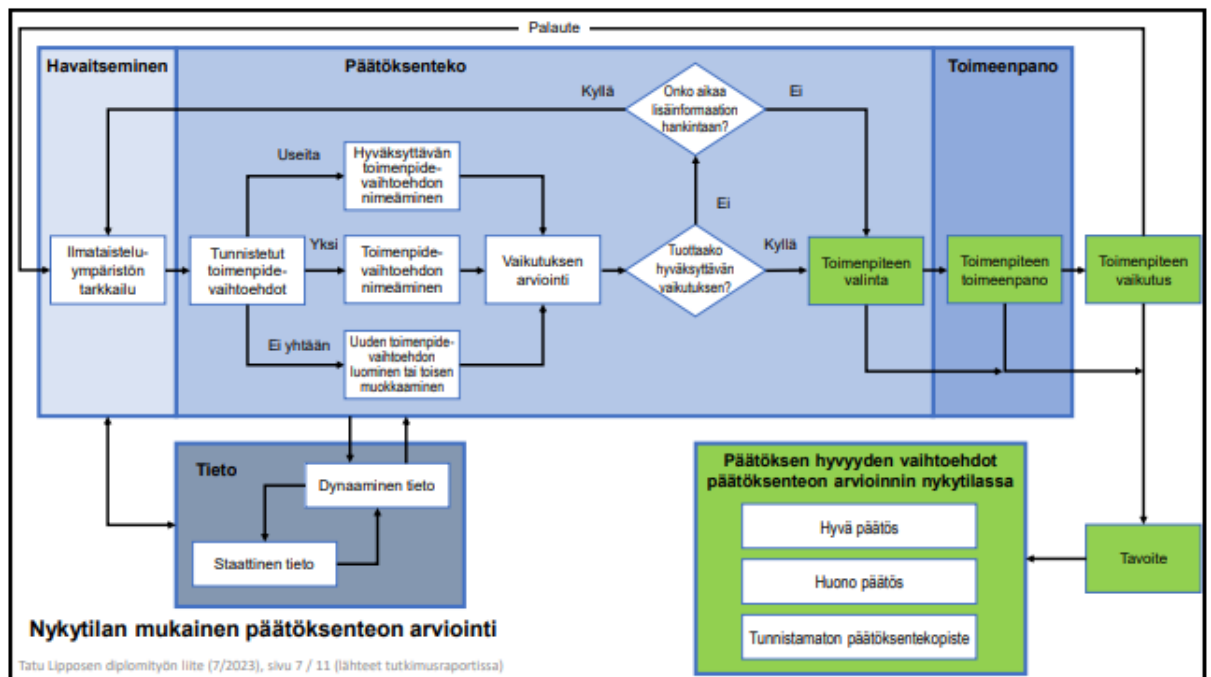 Palaute
Havaitseminen
Päätöksenteko
Toimeenpano
Kyllä
Onko aikaa
lisäinformaation
hankintaan?
Ei
Useita
Hyväksyttävän
toimenpide-
vaihtoehdon
nimeäminen
Ei
Ilmataistelu-
ympäristön
tarkkailu
Tunnistetut
toimenpide-
vaihtoehdot
Yksi
Toimenpide-
vaihtoehdon
nimeäminen
Vaikutuksen
arviointi
Tuottaako
hyväksyttävän
vaikutuksen?
Kyllä
Toimenpiteen
valinta
Toimenpiteen
toimeenpano
Toimenpiteen
vaikutus
Ei yhtään
Uuden toimenpide-
vaihtoehdon
luominen tai toisen
muokkaaminen
Tieto
Dynaaminen tieto
Staattinen tieto
Päätöksen hyvyyden vaihtoehdot
päätöksenteon arvioinnin nykytilassa
Hyvä päätös
Huono päätös
Tunnistamaton päätöksentekopiste
Tavoite
Nykytilan mukainen päätöksenteon arviointi
Tatu Lipposen diplomityön liite (7/2023), sivu 7 / 11 (lähteet tutkimusraportissa)